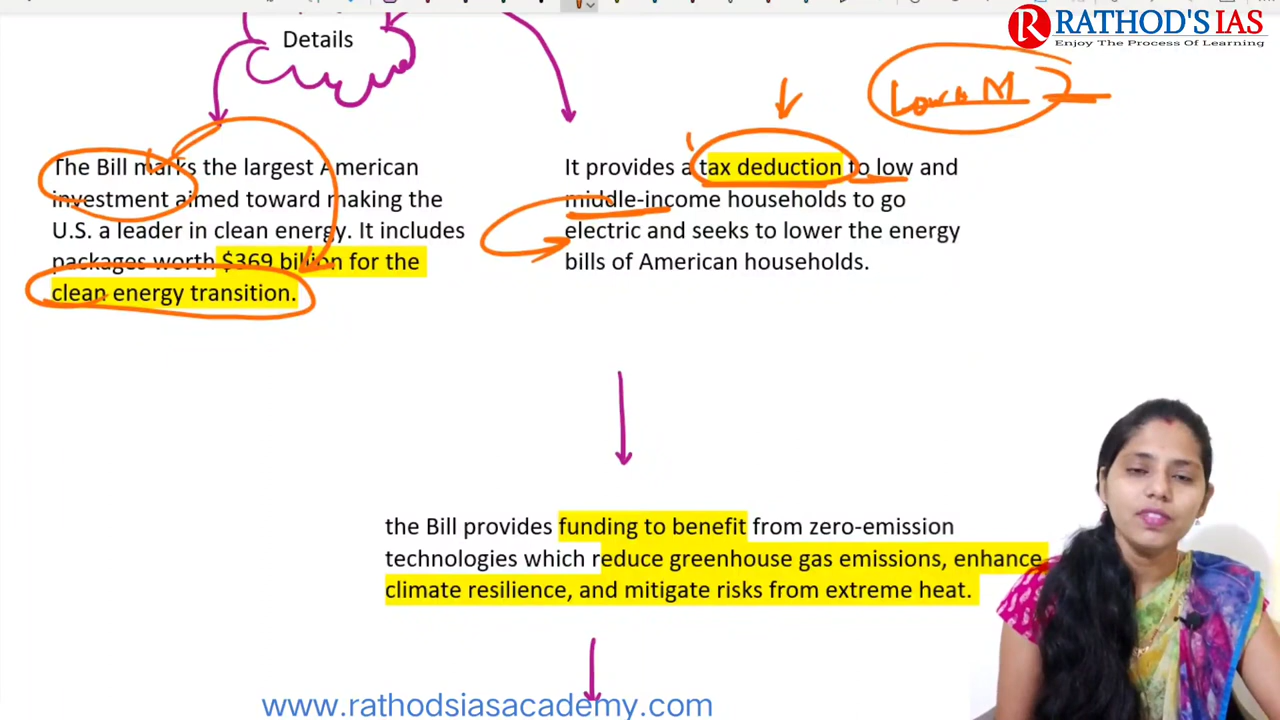 RATHOD'S IAS
Enjoy The Process Of Learning
Details
The Bill marks the largest American
investment aimed toward making the
U.S. a leader in clean energy. It includes
packages worth $369 billion for the
clean energy transition.
It provides a tax deduction to low and
middle-income households to go
electric and seeks to lower the energy
bills of American households.
the Bill provides funding to benefit from zero-emission
technologies which reduce greenhouse gas emissions, enhance
climate resilience, and mitigate risks from extreme heat.
www.rathodsiasacademy.com